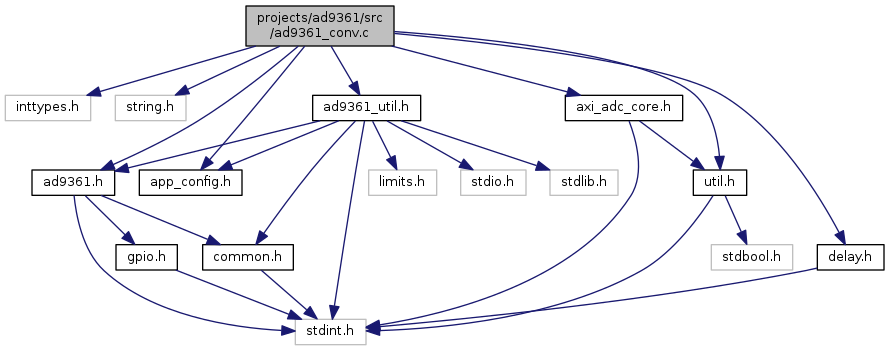 projects/ad9361/src
/ad9361_conv.c
inttypes.h
string.h
ad9361_util.h
axi_adc_core.h
ad9361.h
app_config.h
limits.h
stdio.h
stdlib.h
util.h
gpio.h
common.h
stdbool.h
delay.h
stdint.h